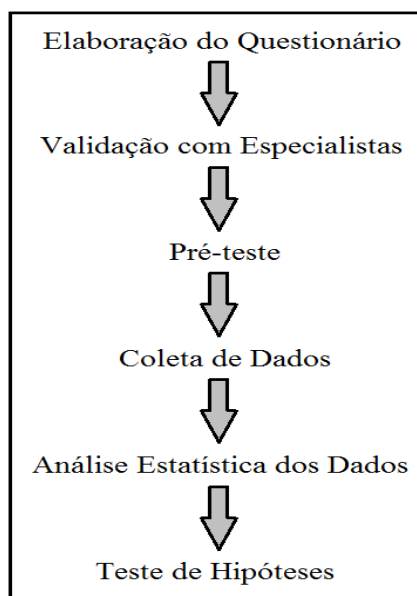 Elaboração do Questionário
Validação com Especialistas
Pré-teste
Coleta de Dados
Análise Estatística dos Dados
Teste de Hipóteses